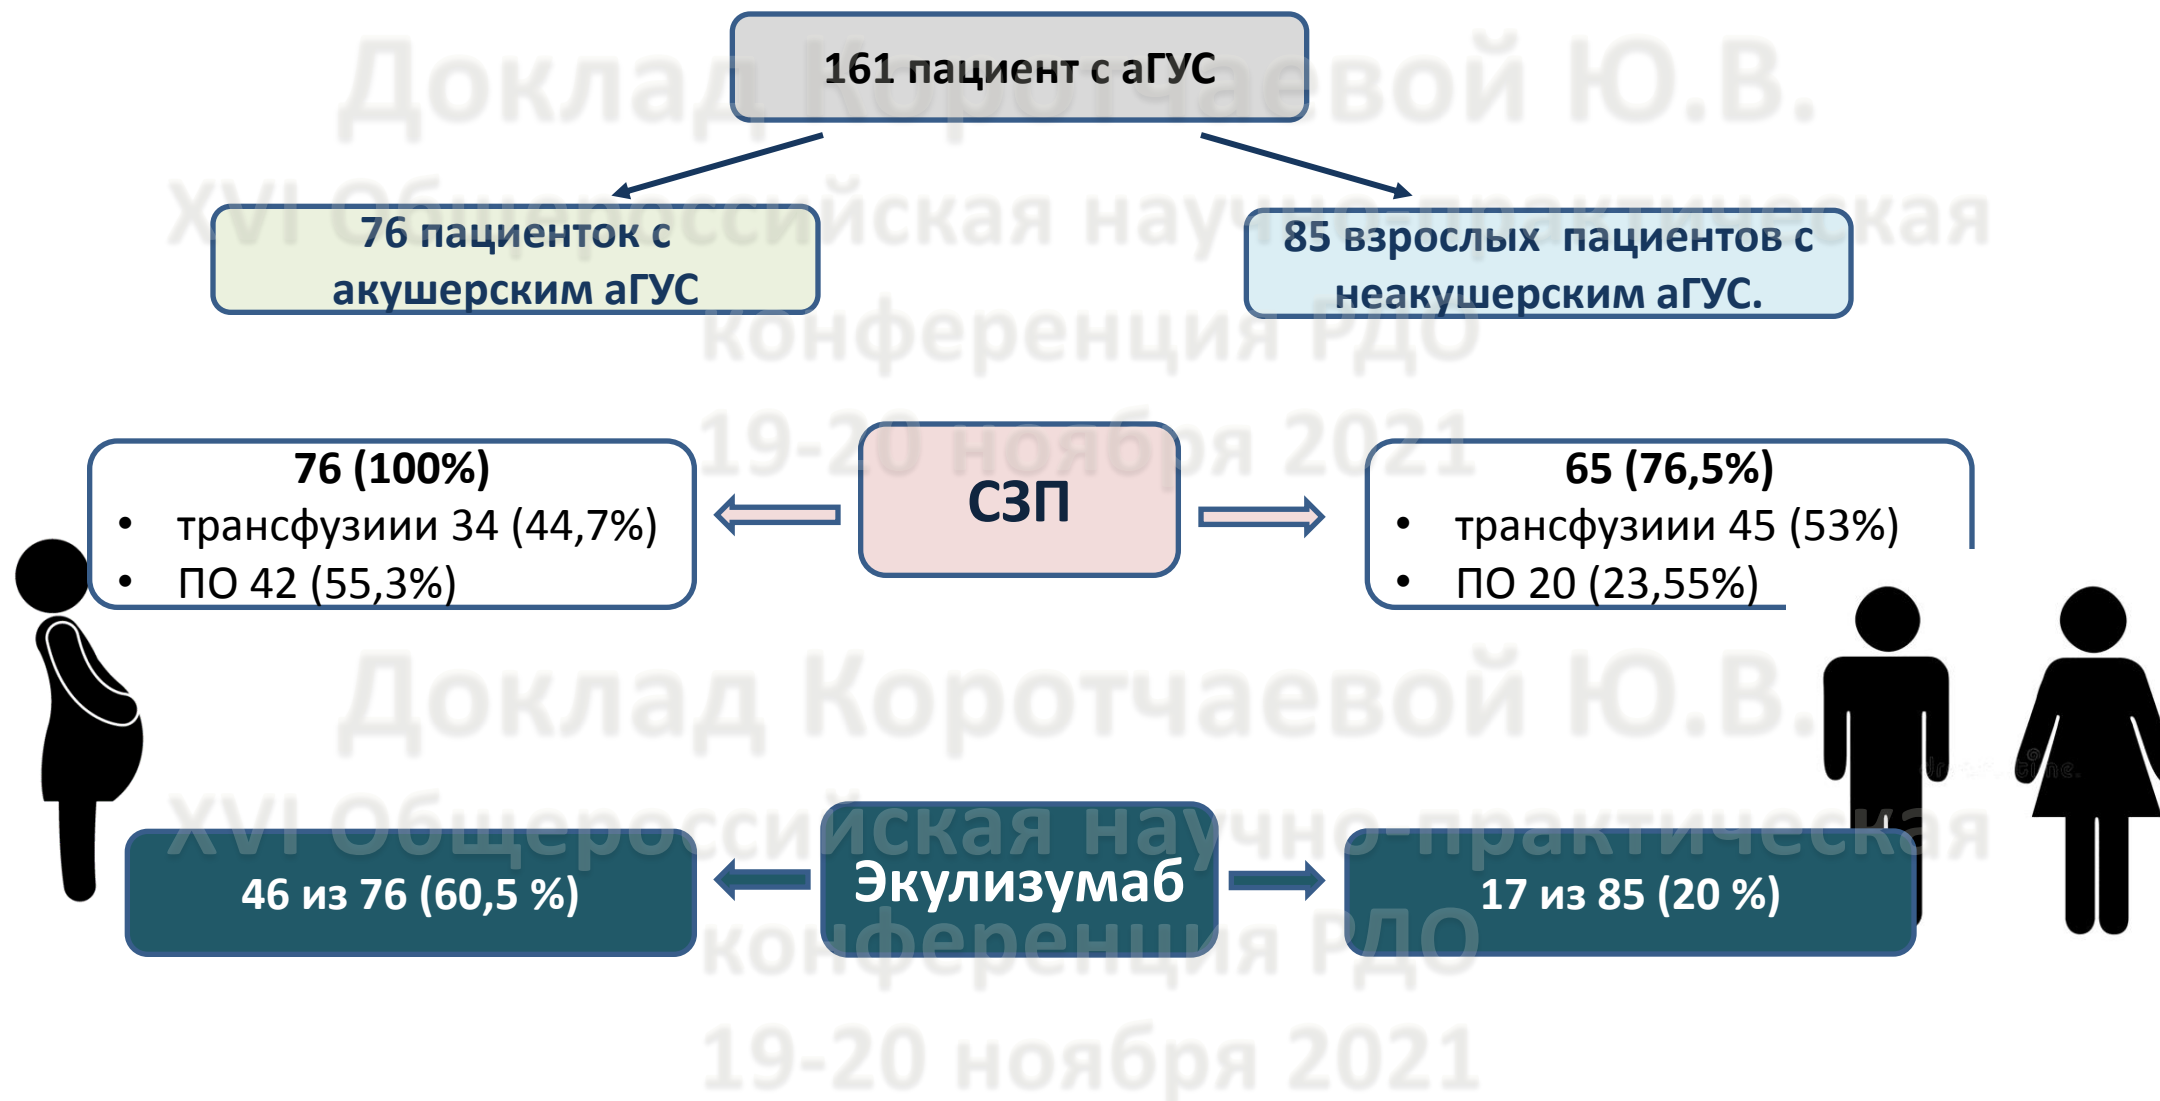 161 пациент с аГУС
76 пациенток с
акушерским аГУС
85 взрослых пациентов с
неакушерским аГУС.
76 (100%)
• трансфузиии 34 (44,7%)
• ПО 42 (55,3%)
СЗП
65 (76,5%)
• трансфузиии 45 (53%)
• ПО 20 (23,55%)
46 из 76 (60,5 %)
Экулизумаб
17 из 85 (20 %)
Доклад Коротчаевой Ю.В.
XVI Общероссийская научно-практическая
конференция РДО
19-20 ноября 2021
Доклад Коротчаевой Ю.В.
XVI Общероссийская научно-практическая
конференция РДО
19-20 ноября 2021